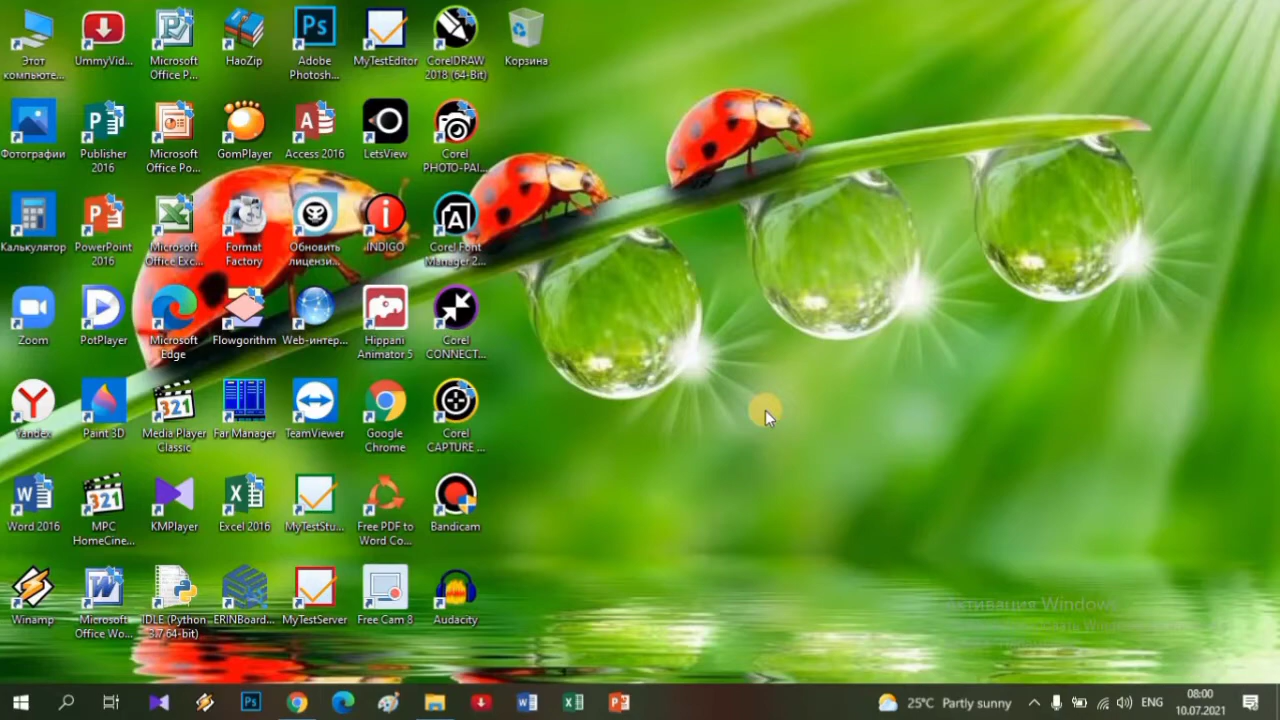 Этот
компьюте...
UmmyVid...
Microsoft
Office P...
HaoZip
Adobe
Photosh...
MyTestEditor
CorelDRAW
2018 (64-Bit)
Корзина
Фотографии
Publisher
2016
Microsoft
Office Po...
GomPlayer
Access 2016
LetsView
Corel
PHOTO-PAI...
Калькулятор
PowerPoint
2016
Microsoft
Office Exc...
Format
Factory
Обновить
лицензи...
INDIGO
Corel Font
Manager 2...
Zoom
PotPlayer
Microsoft
Edge
Flowgorithm
Web-интер...
Hippani
Animator 5
Corel
CONNECT...
Yandex
Paint 3D
Media Player
Classic
Far Manager
TeamViewer
Google
Chrome
Corel
CAPTURE ...
Word 2016
MPC
HomeCine...
KMPlayer
Excel 2016
MyTestStu...
Free PDF to
Word Co...
Bandicam
Winamp
Microsoft
Office Wo...
IDLE (Python
3.7 64-bit)
ERINBoard...
MyTestServer
Free Cam 8
Audacity
Активация Windows
25°C Partly sunny
ENG
08:00
10.07.2021